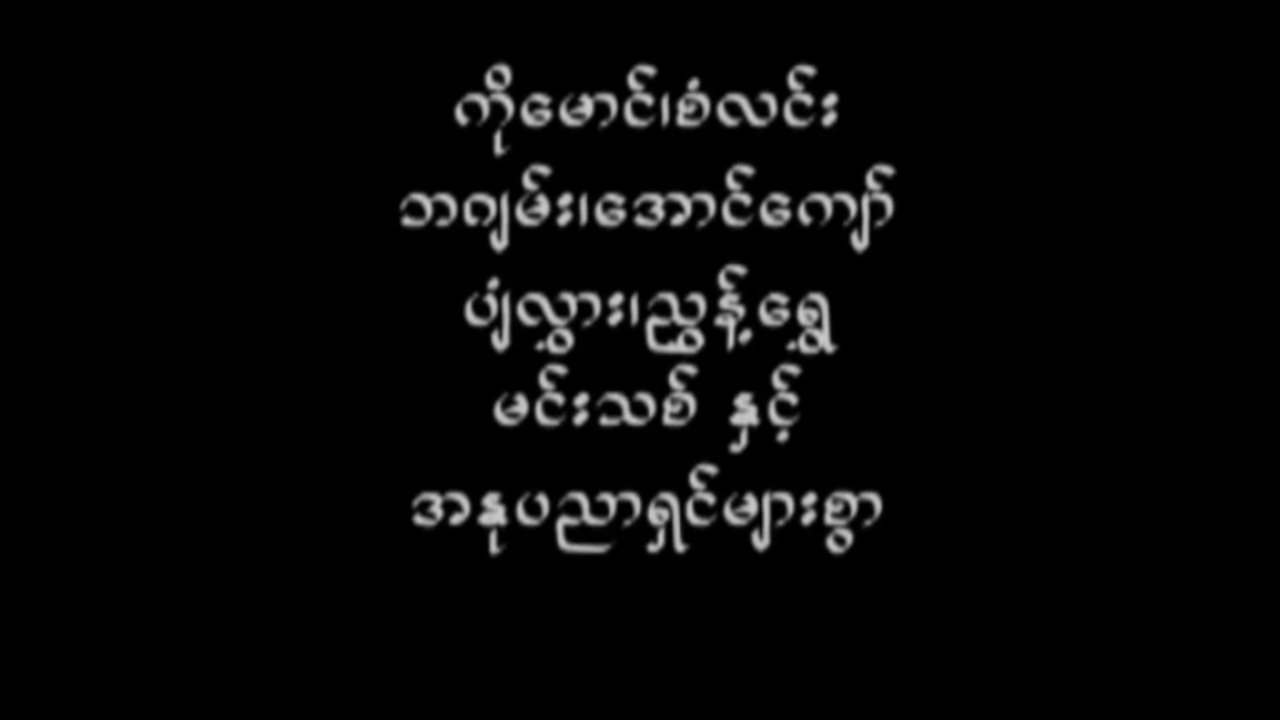 ကိုမောင်၊စံလင်း
ဘဂျမ်း၊အောင်ကျော်
ပျံလွှား၊ညွှန့်ရွှေ
မင်းသစ် နှင့်
အနုပညာရှင်များစွာ